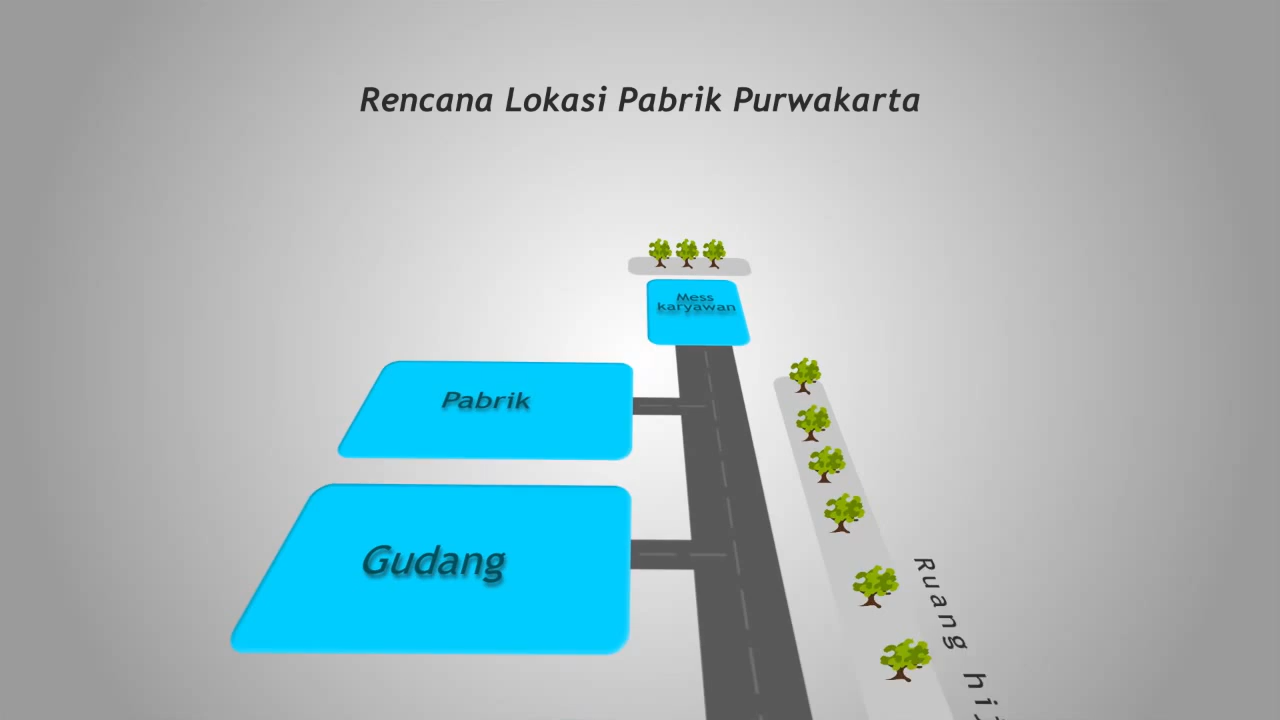 Rencana Lokasi Pabrik Purwakarta
Mess
karyawan
Pabrik
Gudang
Ruang